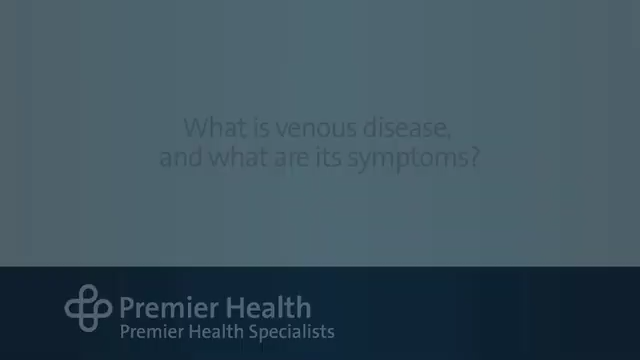 What is venous disease,
and what are its symptoms?
Premier Health
Premier Health Specialists